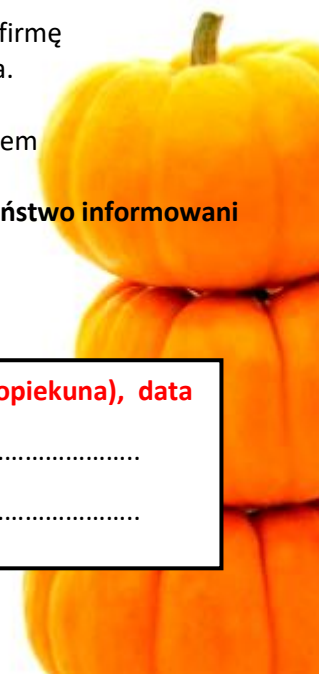 firmę
a.
em
ństwo informowani
opiekuna), data
…………………..
…………………..